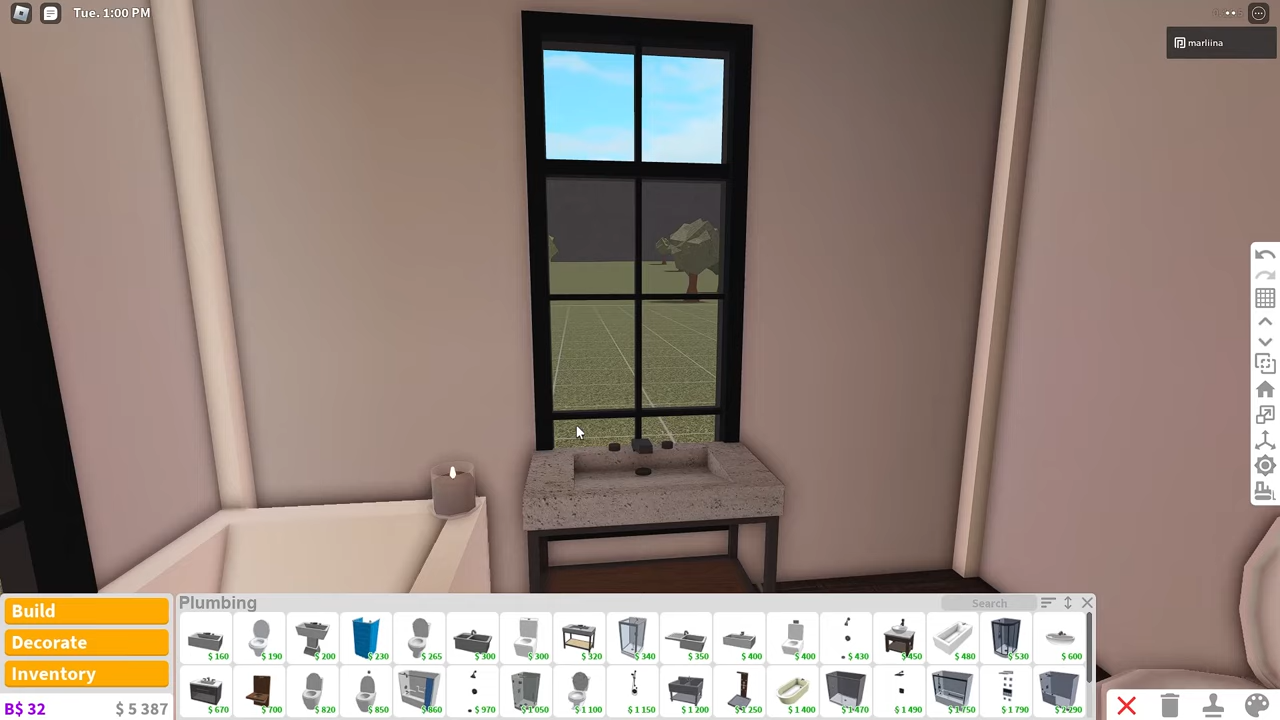 Tue. 1:00 PM
marliina
Plumbing
Search
Build
Decorate
Inventory
B$ 32
$ 5 387
$ 160
$ 190
$ 200
$ 230
$ 265
$ 300
$ 300
$ 320
$ 340
$ 350
$ 400
$ 400
$ 430
$ 450
$ 480
$ 530
$ 600
$ 670
$ 700
$ 820
$ 850
$ 860
$ 970
$ 1 050
$ 1 100
$ 1 150
$ 1 200
$ 1 250
$ 1 400
$ 1 470
$ 1 490
$ 1 750
$ 1 790
$ 2 290